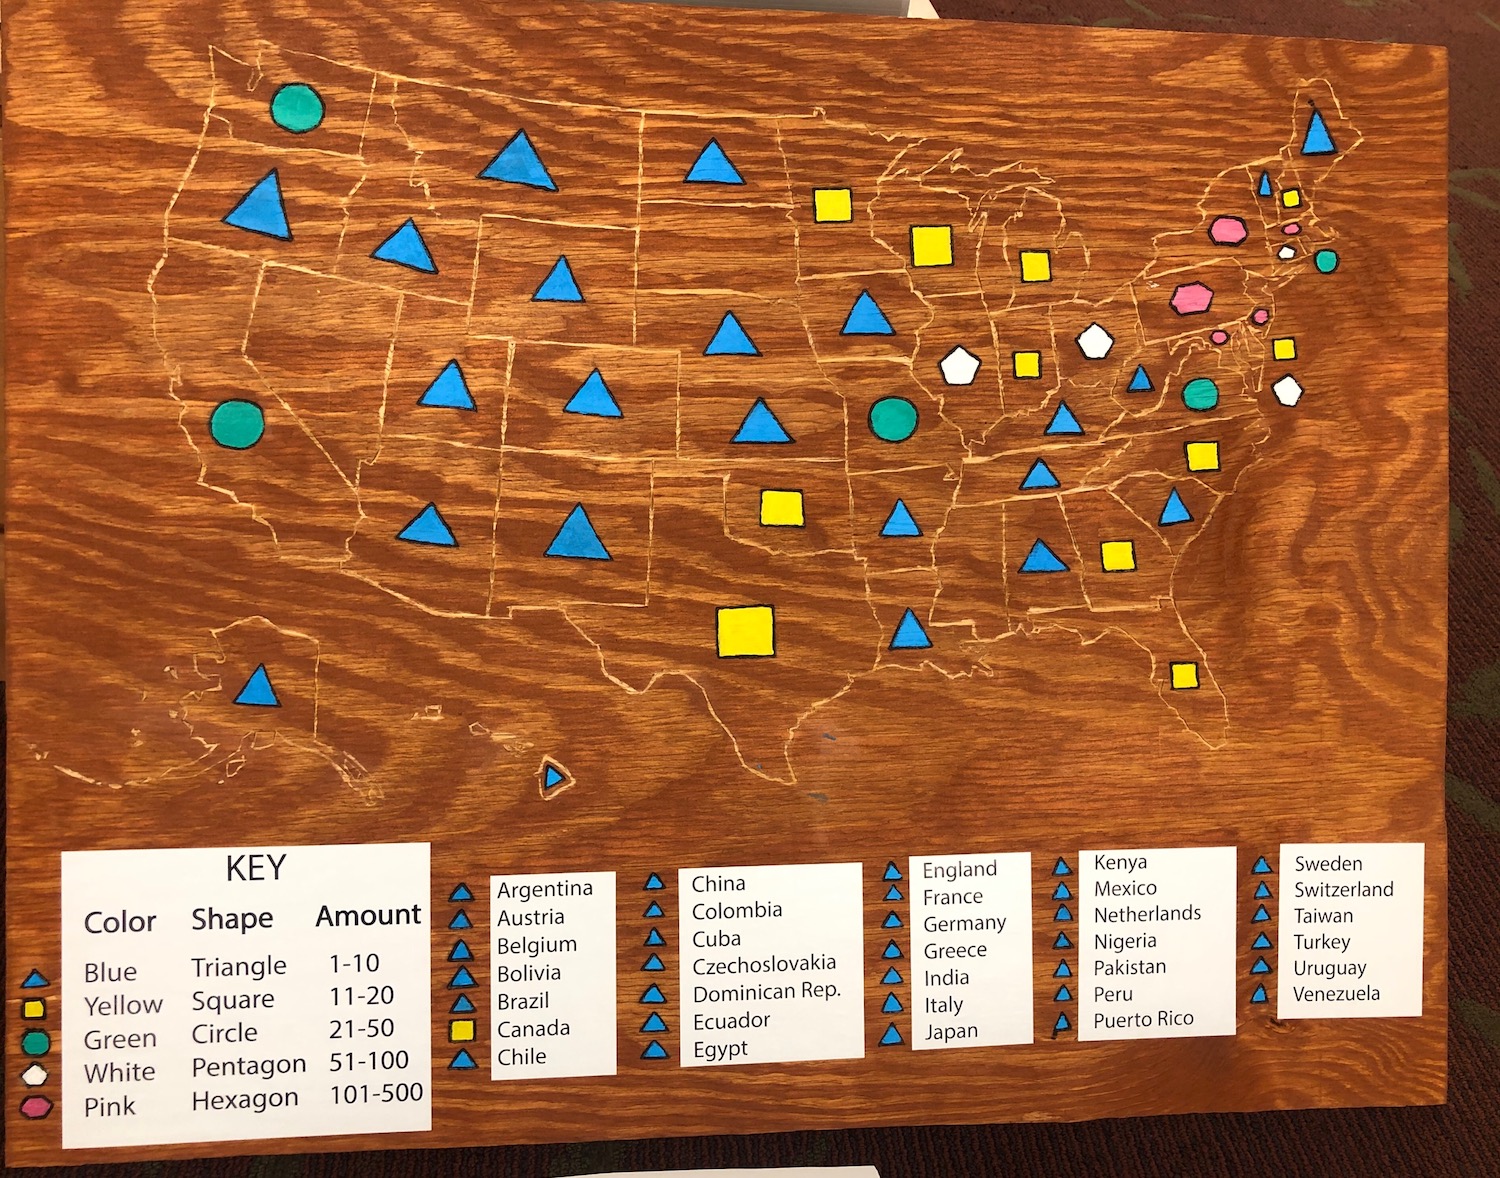 KEY
Color Shape Amount
Blue Triangle 1-10
Yellow Square 11-20
Green Circle 21-50
White Pentagon 51-100
Pink Hexagon 101-500
Argentina
Austria
Belgium
Bolivia
Brazil
Canada
Chile
China
Colombia
Cuba
Czechoslovakia
Dominican Rep.
Ecuador
Egypt
England
France
Germany
Greece
India
Italy
Japan
Kenya
Mexico
Netherlands
Nigeria
Pakistan
Peru
Puerto Rico
Sweden
Switzerland
Taiwan
Turkey
Uruguay
Venezuela